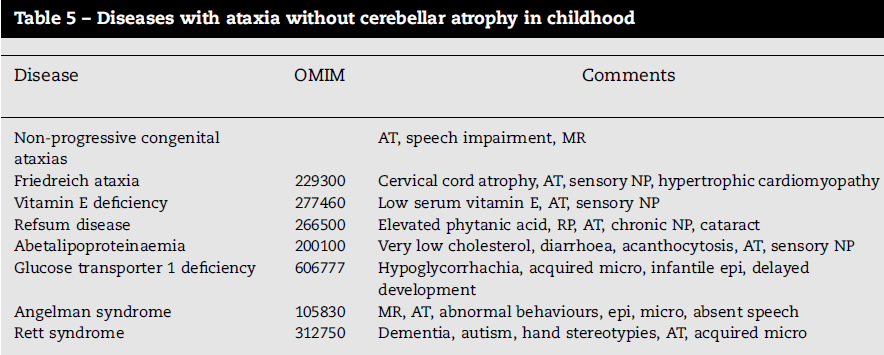 Table 5 – Diseases with ataxia without cerebellar atrophy in childhood
Disease OMIM Comments
Non-progressive congenital ataxias AT, speech impairment, MR
Friedreich ataxia 229300 Cervical cord atrophy, AT, sensory NP, hypertrophic cardiomyopathy
Vitamin E deficiency 277460 Low serum vitamin E, AT, sensory NP
Refsum disease 266500 Elevated phytanic acid, RP, AT, chronic NP, cataract
Abetalipoproteinaemia 200100 Very low cholesterol, diarrhoea, acanthocytosis, AT, sensory NP
Glucose transporter 1 deficiency 606777 Hypoglycorrhachia, acquired micro, infantile epi, delayed
development
Angelman syndrome 105830 MR, AT, abnormal behaviours, epi, micro, absent speech
Rett syndrome 312750 Dementia, autism, hand stereotypies, AT, acquired micro